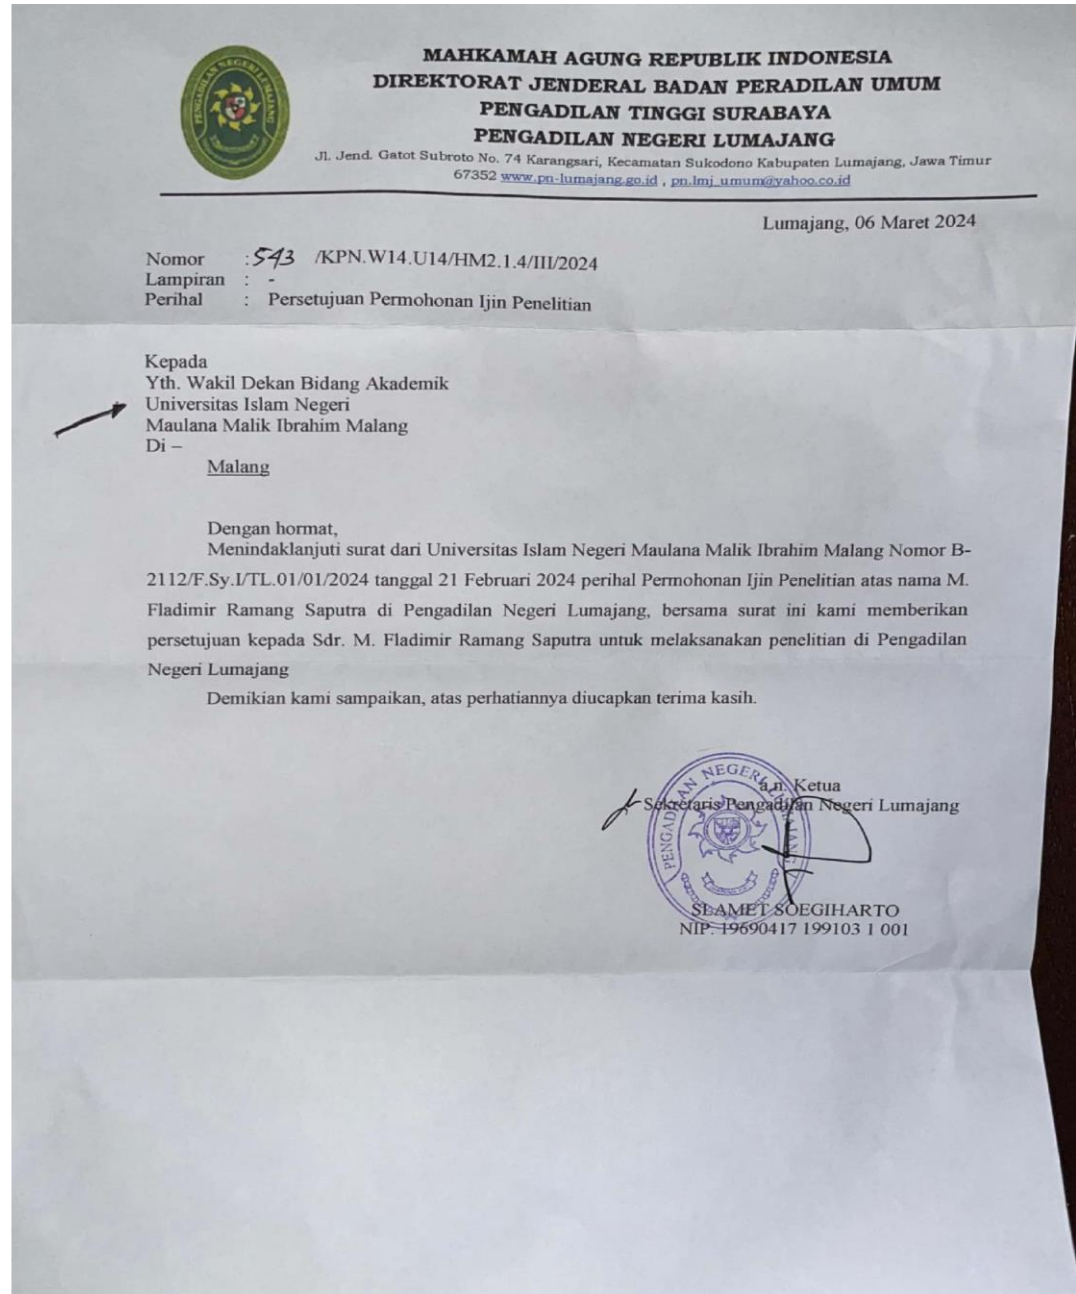 MAHKAMAH AGUNG REPUBLIK INDONESIA
DIREKTORAT JENDERAL BADAN PERADILAN UMUM
PENGADILAN TINGGI SURABAYA
PENGADILAN NEGERI LUMAJANG
Jl. Jend. Gatot Subroto No. 74 Karangsari, Kecamatan Sukodono Kabupaten Lumajang, Jawa Timur
67352 www.pn-lumajang.go.id , pn.lmj_umum@yahoo.co.id
PENGADILAN NEGERI LUMAJANG
Lumajang, 06 Maret 2024
Nomor : 543 /KPN.W14.U14/HM2.1.4/III/2024
Lampiran : -
Perihal : Persetujuan Permohonan Ijin Penelitian
Kepada
Yth. Wakil Dekan Bidang Akademik
Universitas Islam Negeri
Maulana Malik Ibrahim Malang
Di –
Malang
Dengan hormat,
Menindaklanjuti surat dari Universitas Islam Negeri Maulana Malik Ibrahim Malang Nomor B-
2112/F.Sy.I/TL.01/01/2024 tanggal 21 Februari 2024 perihal Permohonan Ijin Penelitian atas nama M.
Fladimir Ramang Saputra di Pengadilan Negeri Lumajang, bersama surat ini kami memberikan
persetujuan kepada Sdr. M. Fladimir Ramang Saputra untuk melaksanakan penelitian di Pengadilan
Negeri Lumajang
Demikian kami sampaikan, atas perhatiannya diucapkan terima kasih.
a.n. Ketua
Sekretaris Pengadilan Negeri Lumajang
PENGADILAN NEGERI LUMAJANG
SLAMET SOEGIHARTO
NIP. 19690417 199103 1 001